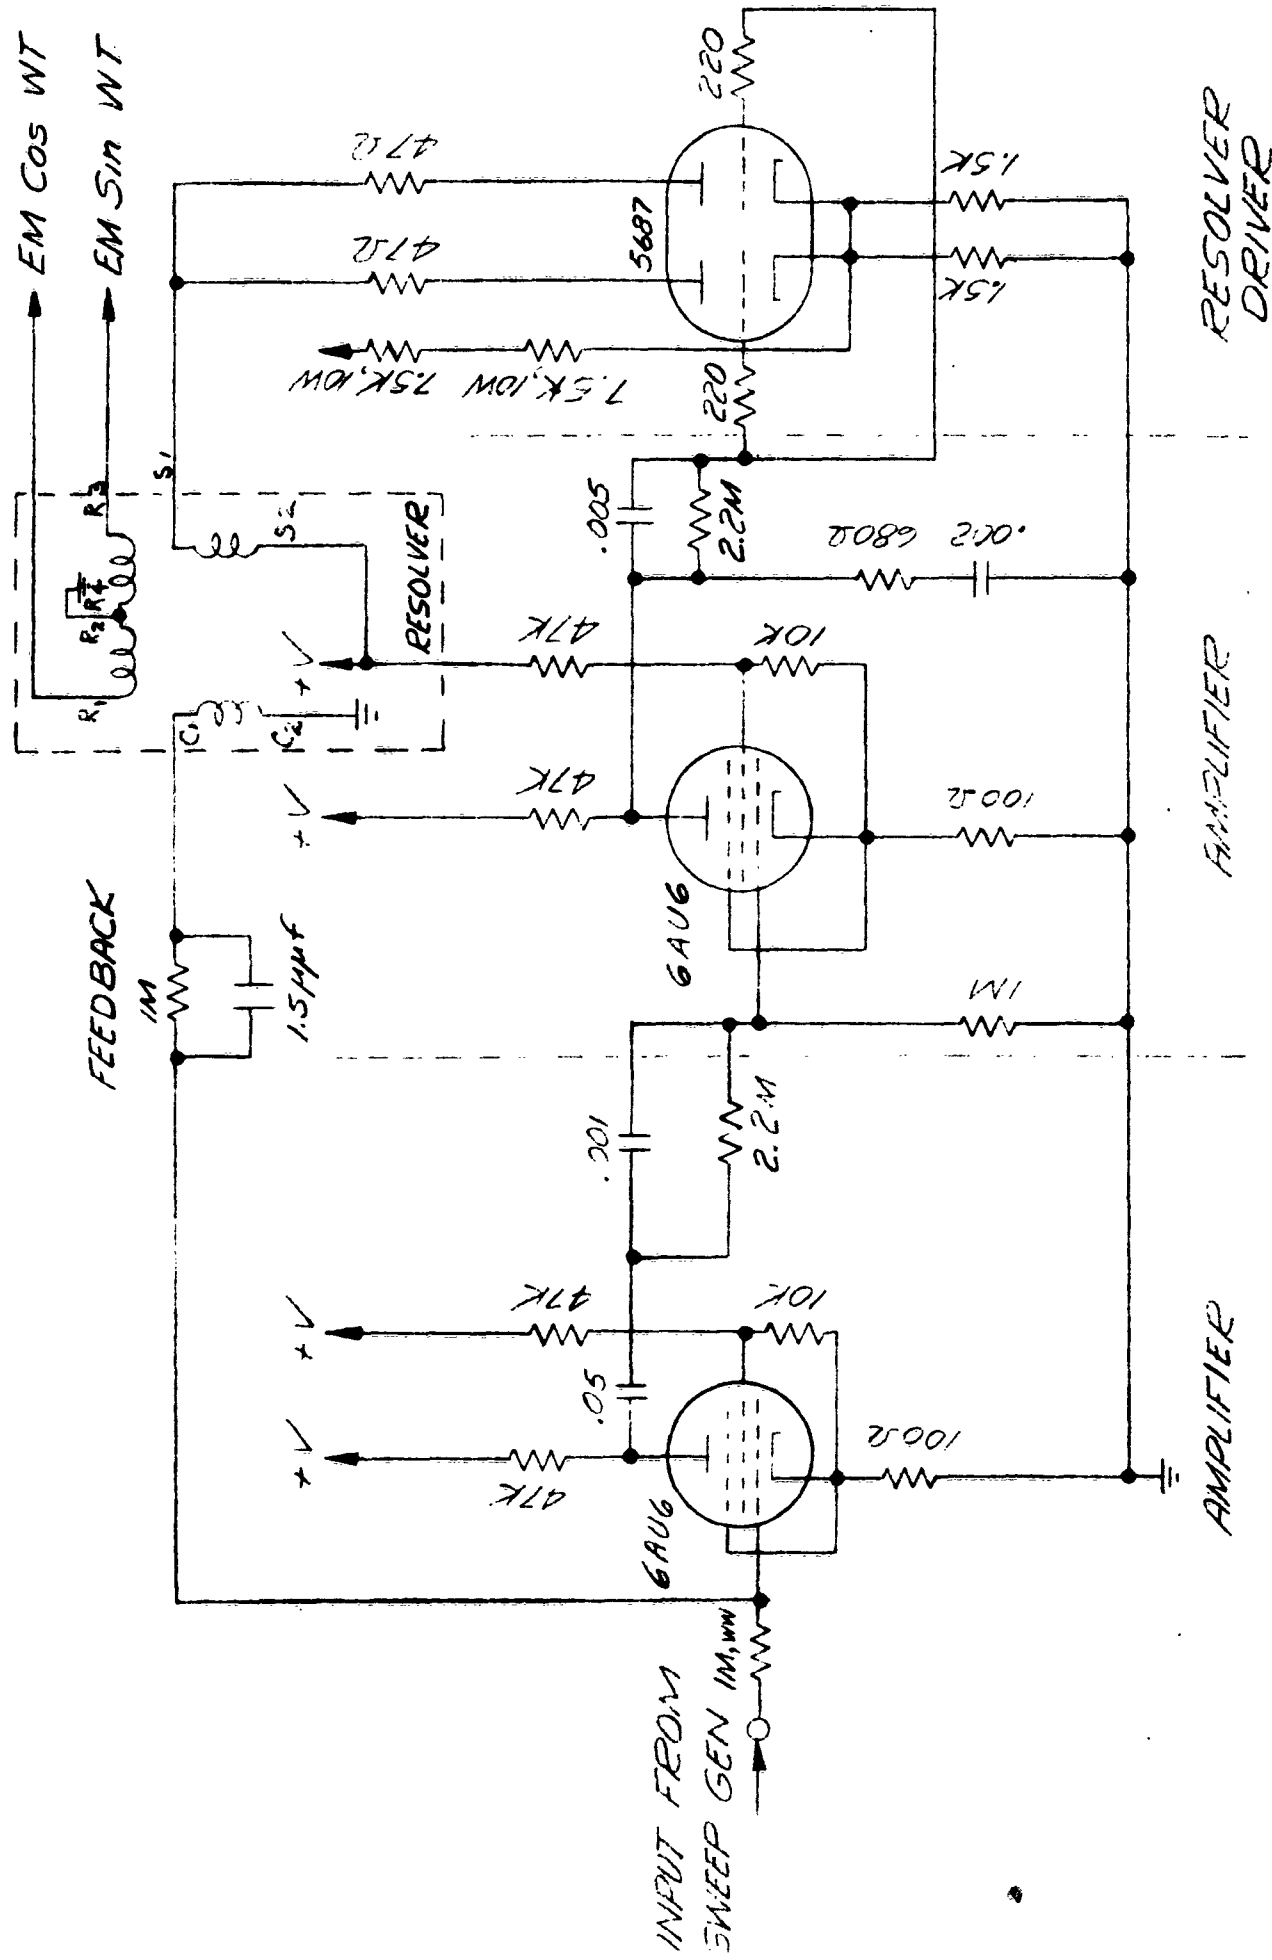 INPUT FROM
SWEEP GEN
1M, WW
6AU6
47K
+V
.05
47K
+V
10K
100Ω
AMPLIFIER
.001
2.2M
FEEDBACK
1M
1.5µµf
6AU6
1M
47K
+V
47K
+V
10K
100Ω
AMPLIFIER
.005
2.2M
680Ω
.002
RESOLVER
C1
C2
R1
R2
R4
R3
S1
S2
EM Cos WT
EM Sin WT
7.5K, 10W
7.5K, 10W
47Ω
47Ω
5687
220
220
1.5K
1.5K
RESOLVER
DRIVER